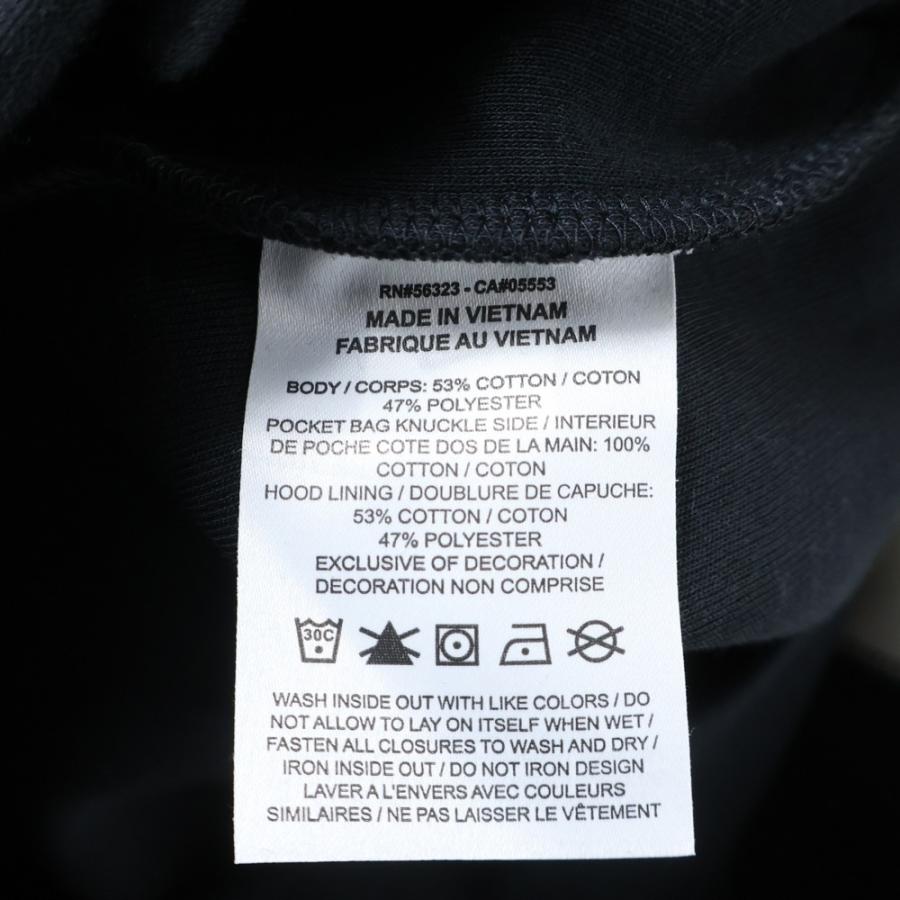 RN#56323 - CA#05553
MADE IN VIETNAM
FABRIQUE AU VIETNAM
BODY / CORPS: 53% COTTON / COTON
47% POLYESTER
POCKET BAG KNUCKLE SIDE / INTERIEUR
DE POCHE COTE DOS DE LA MAIN: 100%
COTTON / COTON
HOOD LINING / DOUBLURE DE CAPUCHE:
53% COTTON / COTON
47% POLYESTER
EXCLUSIVE OF DECORATION /
DECORATION NON COMPRISE
30C
WASH INSIDE OUT WITH LIKE COLORS / DO
NOT ALLOW TO LAY ON ITSELF WHEN WET /
FASTEN ALL CLOSURES TO WASH AND DRY /
IRON INSIDE OUT / DO NOT IRON DESIGN
LAVER A L'ENVERS AVEC COULEURS
SIMILAIRES / NE PAS LAISSER LE VÊTEMENT